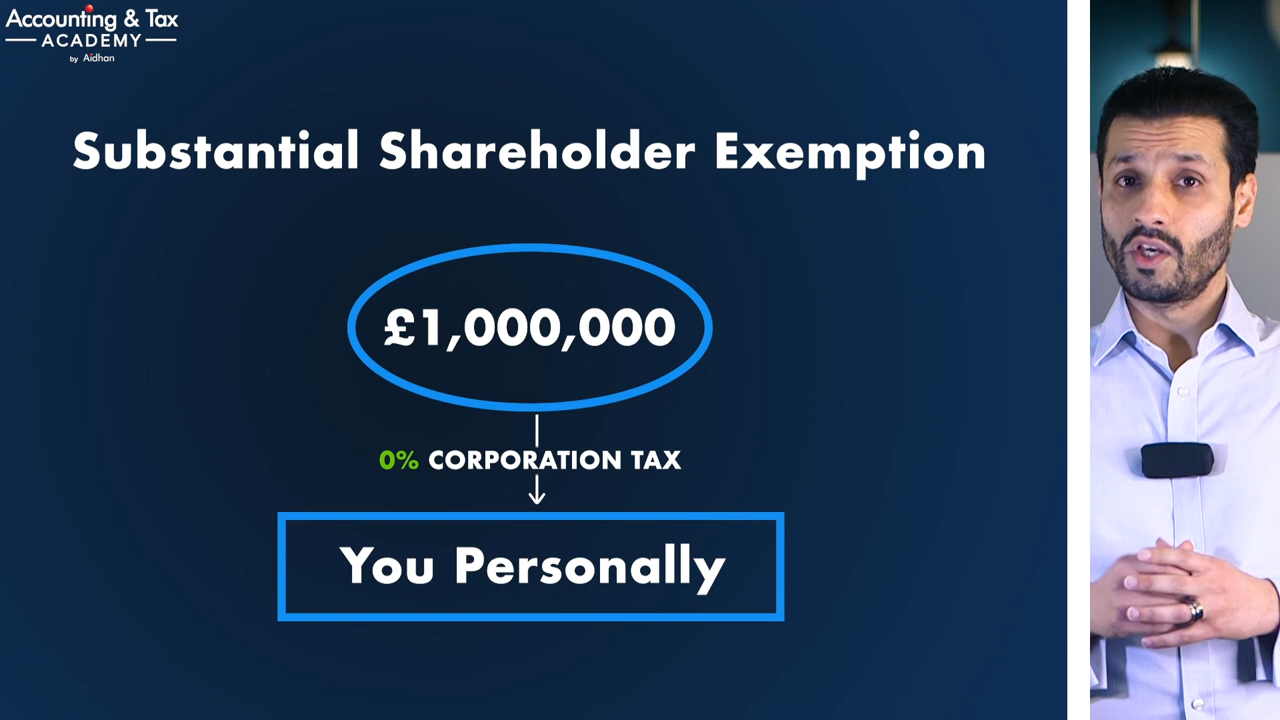 Accounting & Tax
ACADEMY
by Aidhan
Substantial Shareholder Exemption
£1,000,000
0% CORPORATION TAX
You Personally